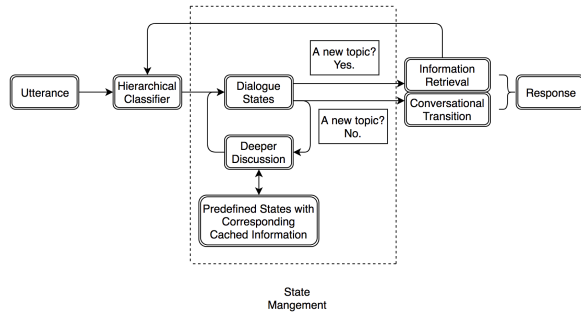 A new topic?
Yes.
Utterance
Hierarchical
Classifier
Dialogue
States
Information
Retrieval
Conversational
Transition
Response
A new topic?
No.
Deeper
Discussion
Predefined States with
Corresponding
Cached Information
State
Mangement